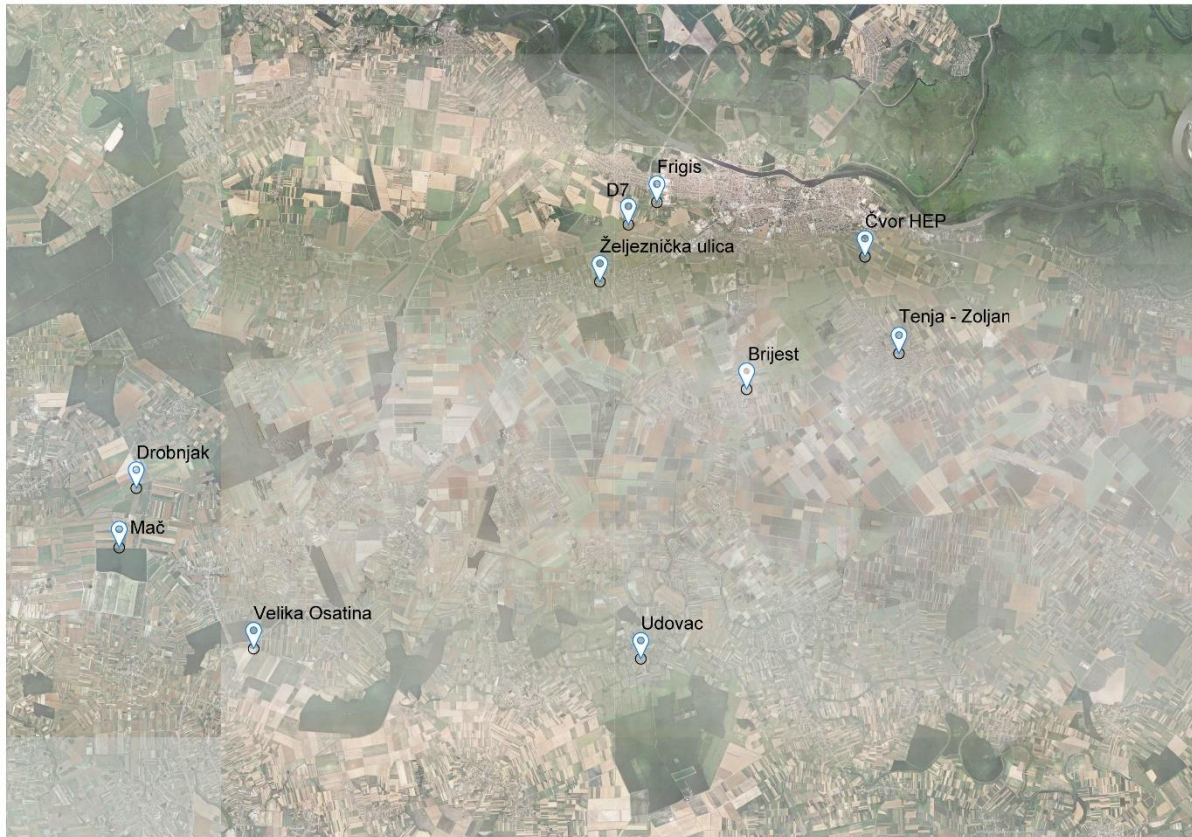 Frigis
D7
Čvor HEP
Željeznička ulica
Tenja - Zoljan
Brijest
Drobnjak
Mač
Velika Osatina
Udovac